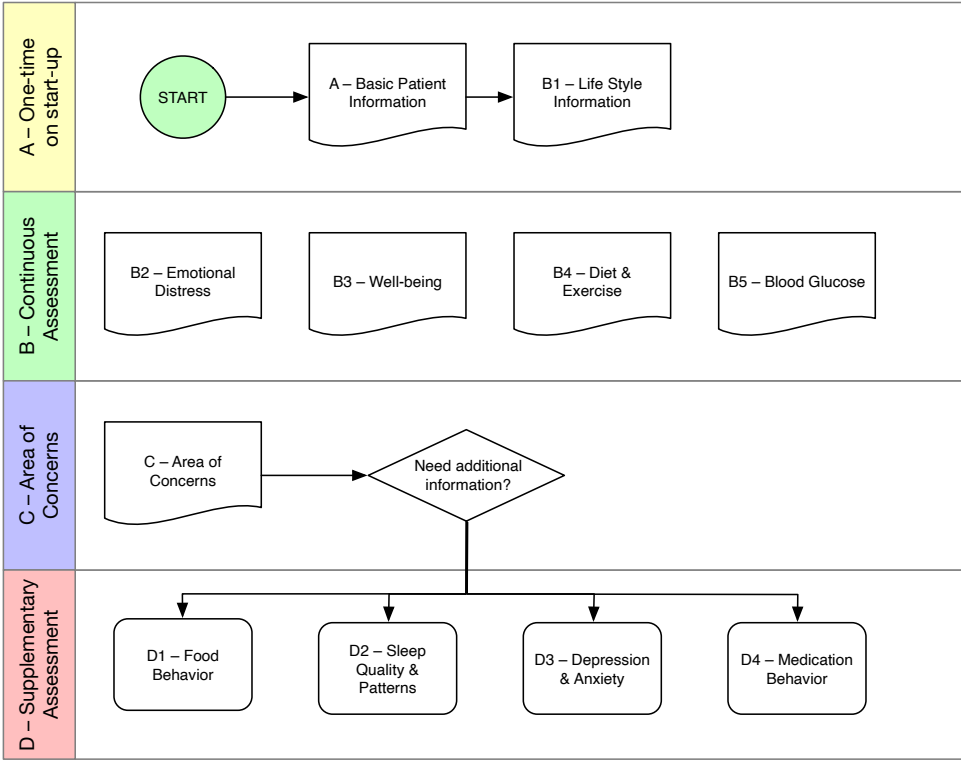 A – One-time
on start-up
START
A – Basic Patient
Information
B1 – Life Style
Information
B – Continuous
Assessment
B2 – Emotional
Distress
B3 – Well-being
B4 – Diet &
Exercise
B5 – Blood Glucose
C – Area of
Concerns
C – Area of
Concerns
Need additional
information?
D – Supplementary
Assessment
D1 – Food
Behavior
D2 – Sleep
Quality &
Patterns
D3 – Depression
& Anxiety
D4 – Medication
Behavior